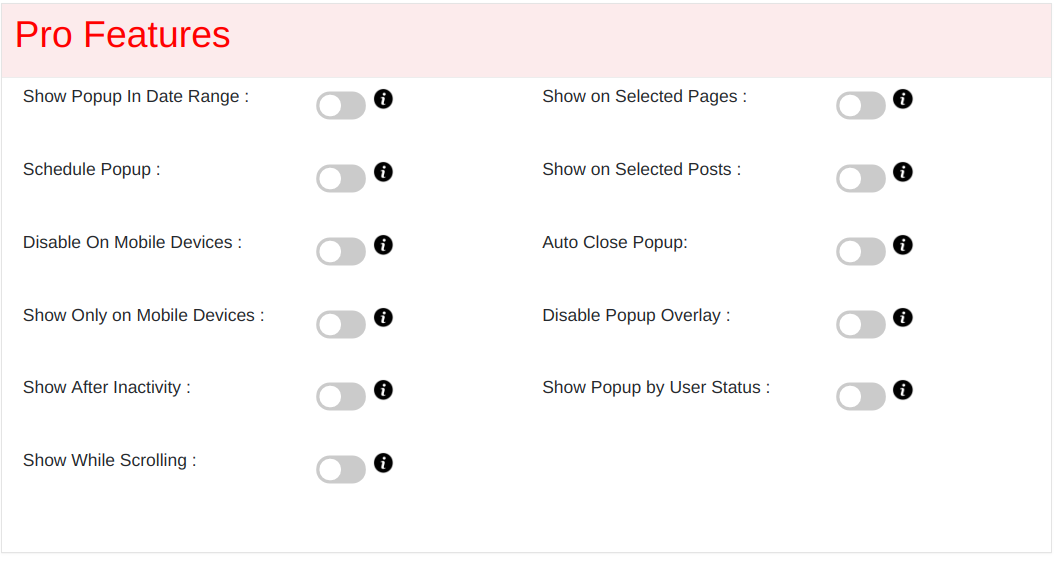 Pro Features
Show Popup In Date Range :
Show on Selected Pages :
Schedule Popup :
Show on Selected Posts :
Disable On Mobile Devices :
Auto Close Popup:
Show Only on Mobile Devices :
Disable Popup Overlay :
Show After Inactivity :
Show Popup by User Status :
Show While Scrolling :